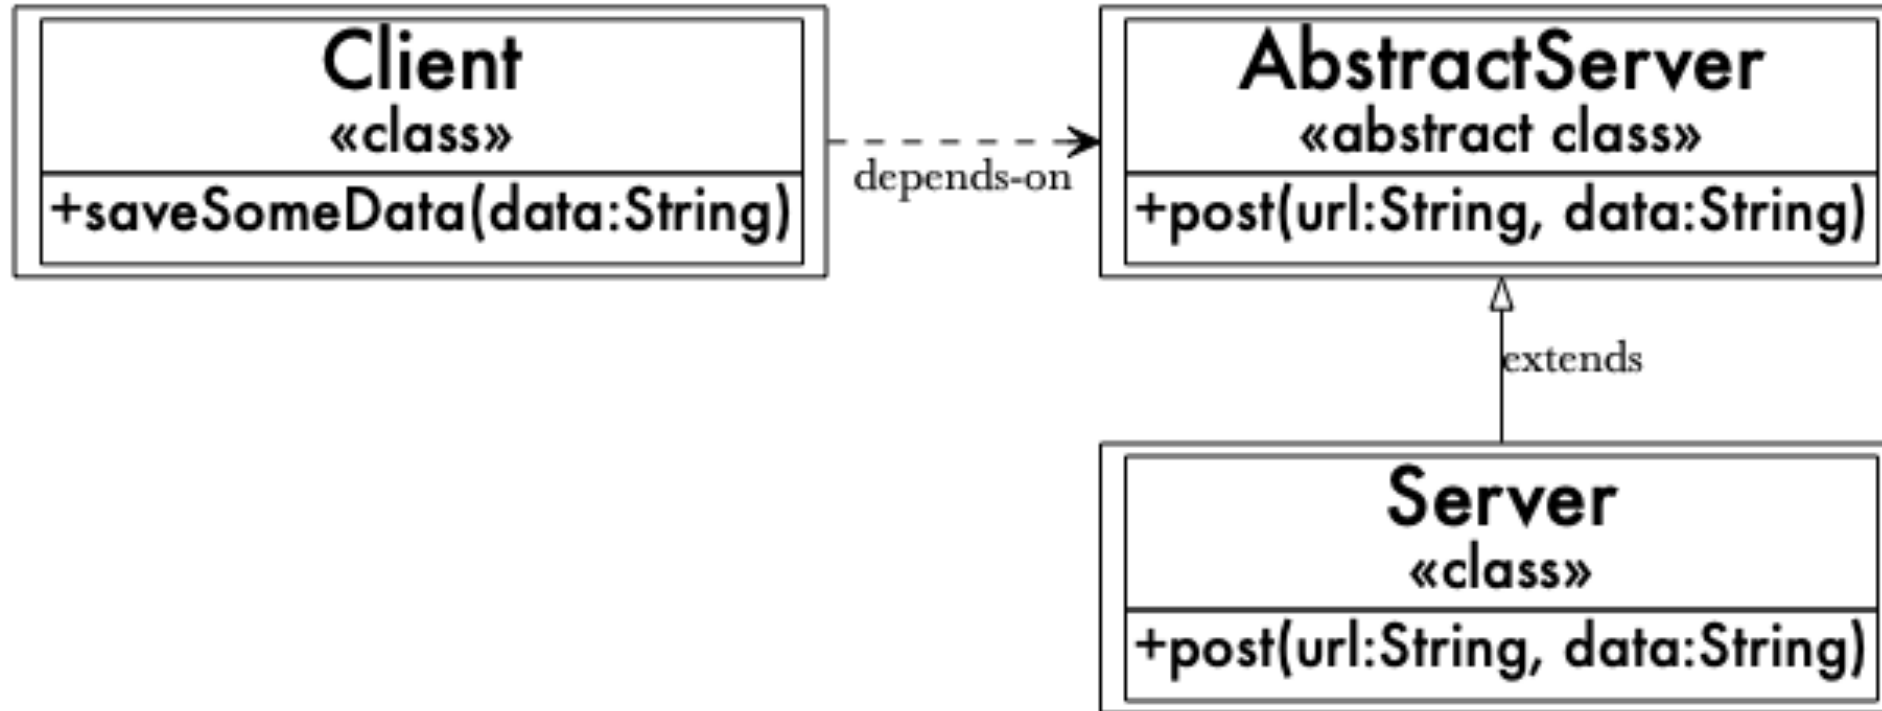 Client
«class»
+saveSomeData(data:String)
depends-on
AbstractServer
«abstract class»
+post(url:String, data:String)
extends
Server
«class»
+post(url:String, data:String)